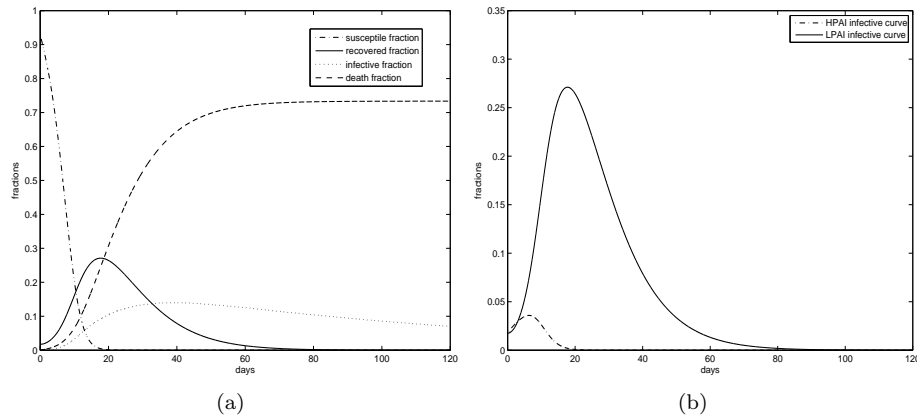 1
0.9
0.8
0.7
0.6
0.5
0.4
0.3
0.2
0.1
0
fractions
0 20 40 60 80 100 120
days
susceptile fraction
recovered fraction
infective fraction
death fraction
(a)
0.35
0.3
0.25
0.2
0.15
0.1
0.05
0
fractions
0 20 40 60 80 100 120
days
HPAI infective curve
LPAI infective curve
(b)